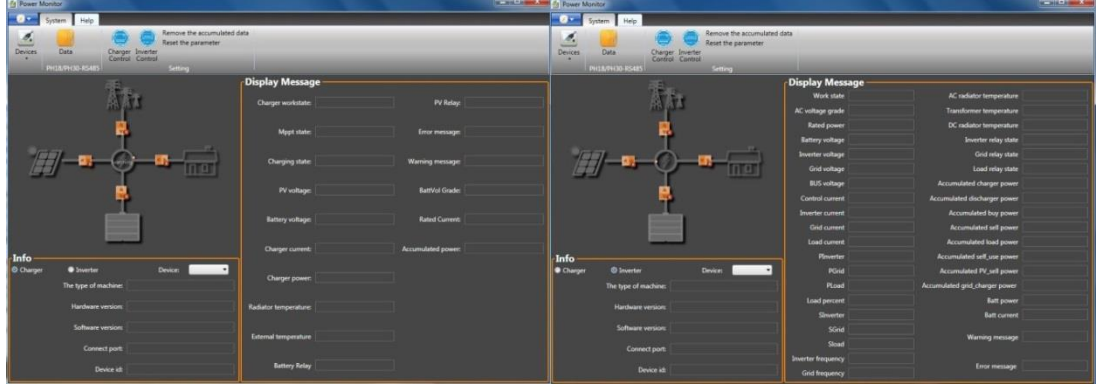 Power Monitor
System Help
Devices
Data
Charger Control
Inverter Control
Remove the accumulated data
Reset the parameter
PH18/PH30-RS485
Setting
Display Message
Charger workstate:
PV Relay:
Mppt state:
Error message:
Charging state:
Warning message:
PV voltage:
BattVol Grade:
Battery voltage:
Rated Current:
Charger current:
Accumulated power:
Charger power:
Radiator temperature:
External temperature
Battery Relay
Info
Charger Inverter Device:
The type of machine:
Hardware version:
Software version:
Connect port:
Device id:
Power Monitor
System Help
Devices
Data
Charger Control
Inverter Control
Remove the accumulated data
Reset the parameter
PH18/PH30-RS485
Setting
Display Message
Work state
AC radiator temperature
AC voltage grade
Transformer temperature
Rated power
DC radiator temperature
Battery voltage
Inverter relay state
Inverter voltage
Grid relay state
Grid voltage
Load relay state
BUS voltage
Accumulated charger power
Control current
Accumulated discharger power
Inverter current
Accumulated buy power
Grid current
Accumulated sell power
Load current
Accumulated load power
PInverter
Accumulated self_use power
PGrid
Accumulated PV_sell power
PLoad
Accumulated grid_charger power
Load percent
Batt power
SInverter
Batt current
SGrid
Warning message
Sload
Inverter frequency
Error message
Grid frequency
Info
Charger Inverter Device:
The type of machine:
Hardware version:
Software version:
Connect port:
Device id: